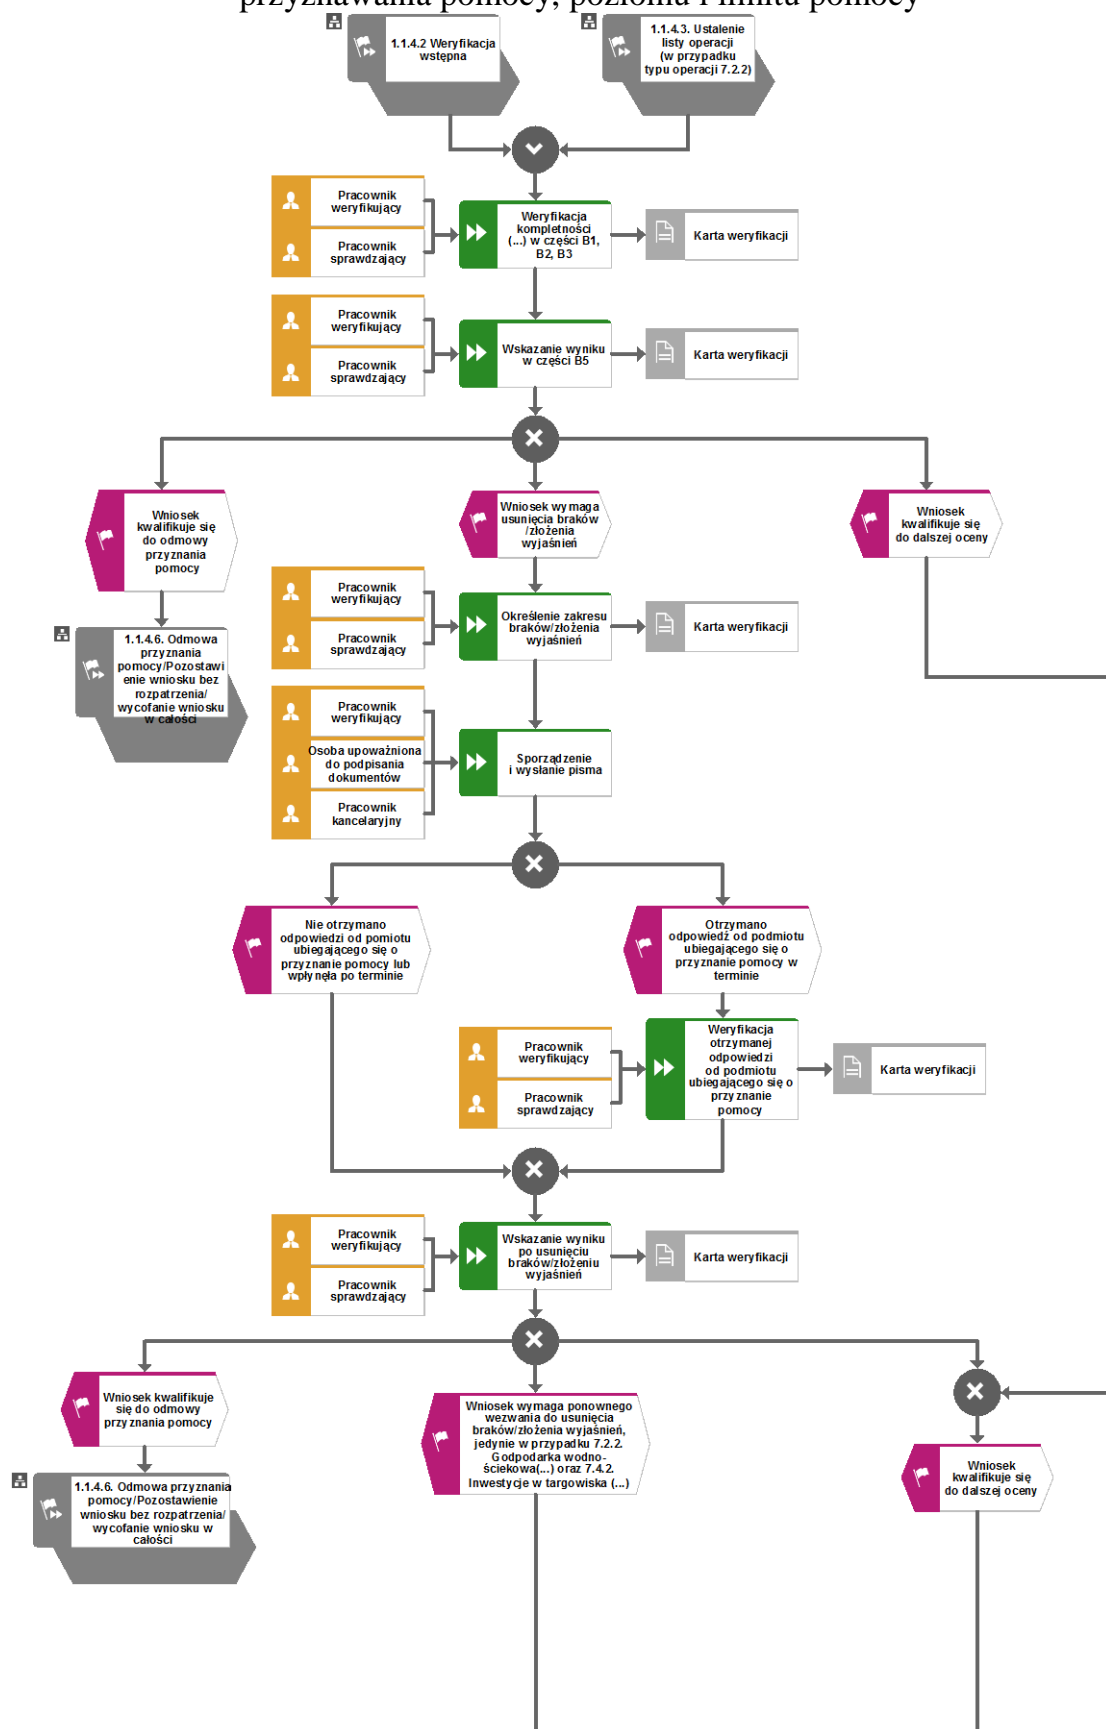 przyznawania pomocy, poziomu i limitu pomocy
1.1.4.2 Weryfikacja
wstępna
1.1.4.3. Ustalenie
listy operacji
(w przypadku
typu operacji 7.2.2)
Pracownik
weryfikujący
Pracownik
sprawdzający
Weryfikacja
kompletności
(...) w części B1,
B2, B3
Karta weryfikacji
Pracownik
weryfikujący
Pracownik
sprawdzający
Wskazanie wyniku
w części B5
Karta weryfikacji
Wniosek
kwalifikuje się
do odmowy
przyznania
pomocy
Wniosek wymaga
usunięcia braków
/złożenia
wyjaśnień
Wniosek
kwalifikuje się
do dalszej oceny
1.1.4.6. Odmowa
przyznania
pomocy/Pozostawi
enie wniosku bez
rozpatrzenia/
wycofanie wniosku
w całości
Pracownik
weryfikujący
Pracownik
sprawdzający
Określenie zakresu
braków/złożenia
wyjaśnień
Karta weryfikacji
Pracownik
weryfikujący
Osoba upoważniona
do podpisania
dokumentów
Pracownik
kancelaryjny
Sporządzenie
i wysłanie pisma
Nie otrzymano
odpowiedzi od pomiotu
ubiegającego się o
przyznanie pomocy lub
wpłynęła po terminie
Otrzymano
odpowiedź od podmiotu
ubiegającego się o
przyznanie pomocy w
terminie
Pracownik
weryfikujący
Pracownik
sprawdzający
Weryfikacja
otrzymanej
odpowiedzi
od podmiotu
ubiegającego się o
przyznanie
pomocy
Karta weryfikacji
Pracownik
weryfikujący
Pracownik
sprawdzający
Wskazanie wyniku
po usunięciu
braków/złożeniu
wyjaśnień
Karta weryfikacji
Wniosek kwalifikuje
się do odmowy
przyznania pomocy
Wniosek wymaga ponownego
wezwania do usunięcia
braków/złożenia wyjaśnień,
jedynie w przypadku 7.2.2.
Godpodarka wodno-
ściekowa(...) oraz 7.4.2.
Inwestycje w targowiska (...)
Wniosek
kwalifikuje się
do dalszej oceny
1.1.4.6. Odmowa przyznania
pomocy/Pozostawienie
wniosku bez rozpatrzenia/
wycofanie wniosku w
całości